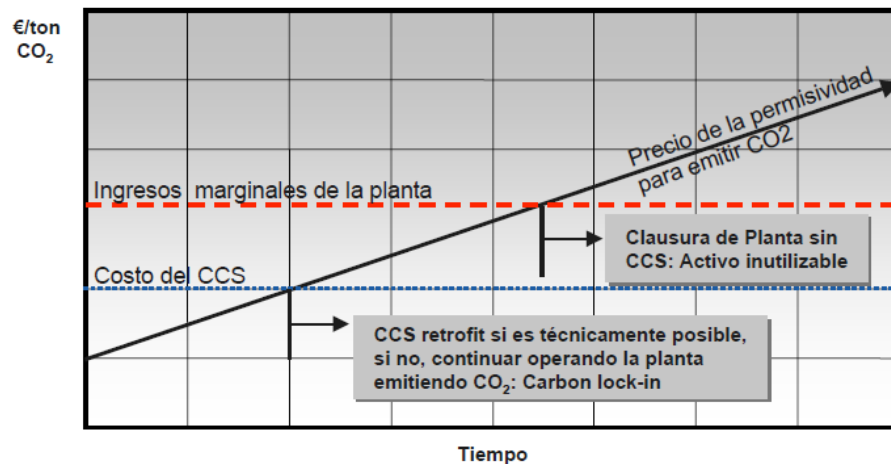 €/ton
CO₂
Precio de la permisividad
para emitir CO2
Ingresos marginales de la planta
Clausura de Planta sin
CCS: Activo inutilizable
Costo del CCS
CCS retrofit si es técnicamente posible,
si no, continuar operando la planta
emitiendo CO₂: Carbon lock-in
Tiempo